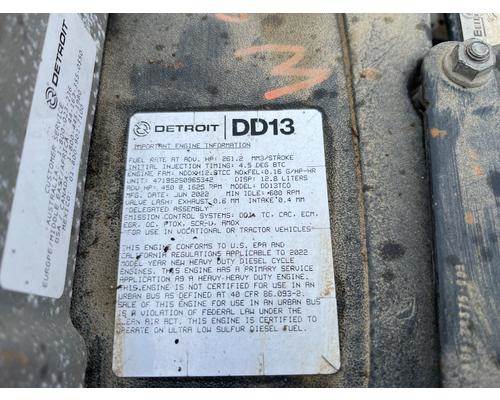 DETROIT DD13
IMPORTANT ENGINE INFORMATION
FUEL RATE AT ADV. HP: 261.2 MM3/STROKE
INITIAL INJECTION TIMING: 4.5 DEG BTC
ENGINE FAM: NDDXH12.8TCC NOXFEL:0.16 G/HP-HR
UNIT: 471952S0965342 DISP: 12.8 LITERS
ADV HP: 450 @ 1625 RPM MODEL: DD13TCO
MFG. IN: JUN 2022 MIN IDLE: 600 RPM
VALVE LASH: EXHAUST 0.6 MM INTAKE 0.4 MM
"DELEGATED ASSEMBLY"
EMISSION CONTROL SYSTEMS: DDI, TC, CAC, ECM,
EGR, OC, PTOX, SCR-U, AMOX
FOR USE IN VOCATIONAL OR TRACTOR VEHICLES
THIS ENGINE CONFORMS TO U.S. EPA AND
CALIFORNIA REGULATIONS APPLICABLE TO 2022
MODEL YEAR NEW HEAVY DUTY DIESEL CYCLE
ENGINES. THIS ENGINE HAS A PRIMARY SERVICE
APPLICATION AS A HEAVY-HEAVY DUTY ENGINE.
THIS ENGINE IS NOT CERTIFIED FOR USE IN AN
URBAN BUS AS DEFINED AT 40 CFR 86.093-2.
SALE OF THIS ENGINE FOR USE IN AN URBAN BUS
IS A VIOLATION OF FEDERAL LAW UNDER THE
CLEAN AIR ACT. THIS ENGINE IS CERTIFIED TO
OPERATE ON ULTRA LOW SULFUR DIESEL FUEL.
DETROIT
CUSTOMER SERVICE